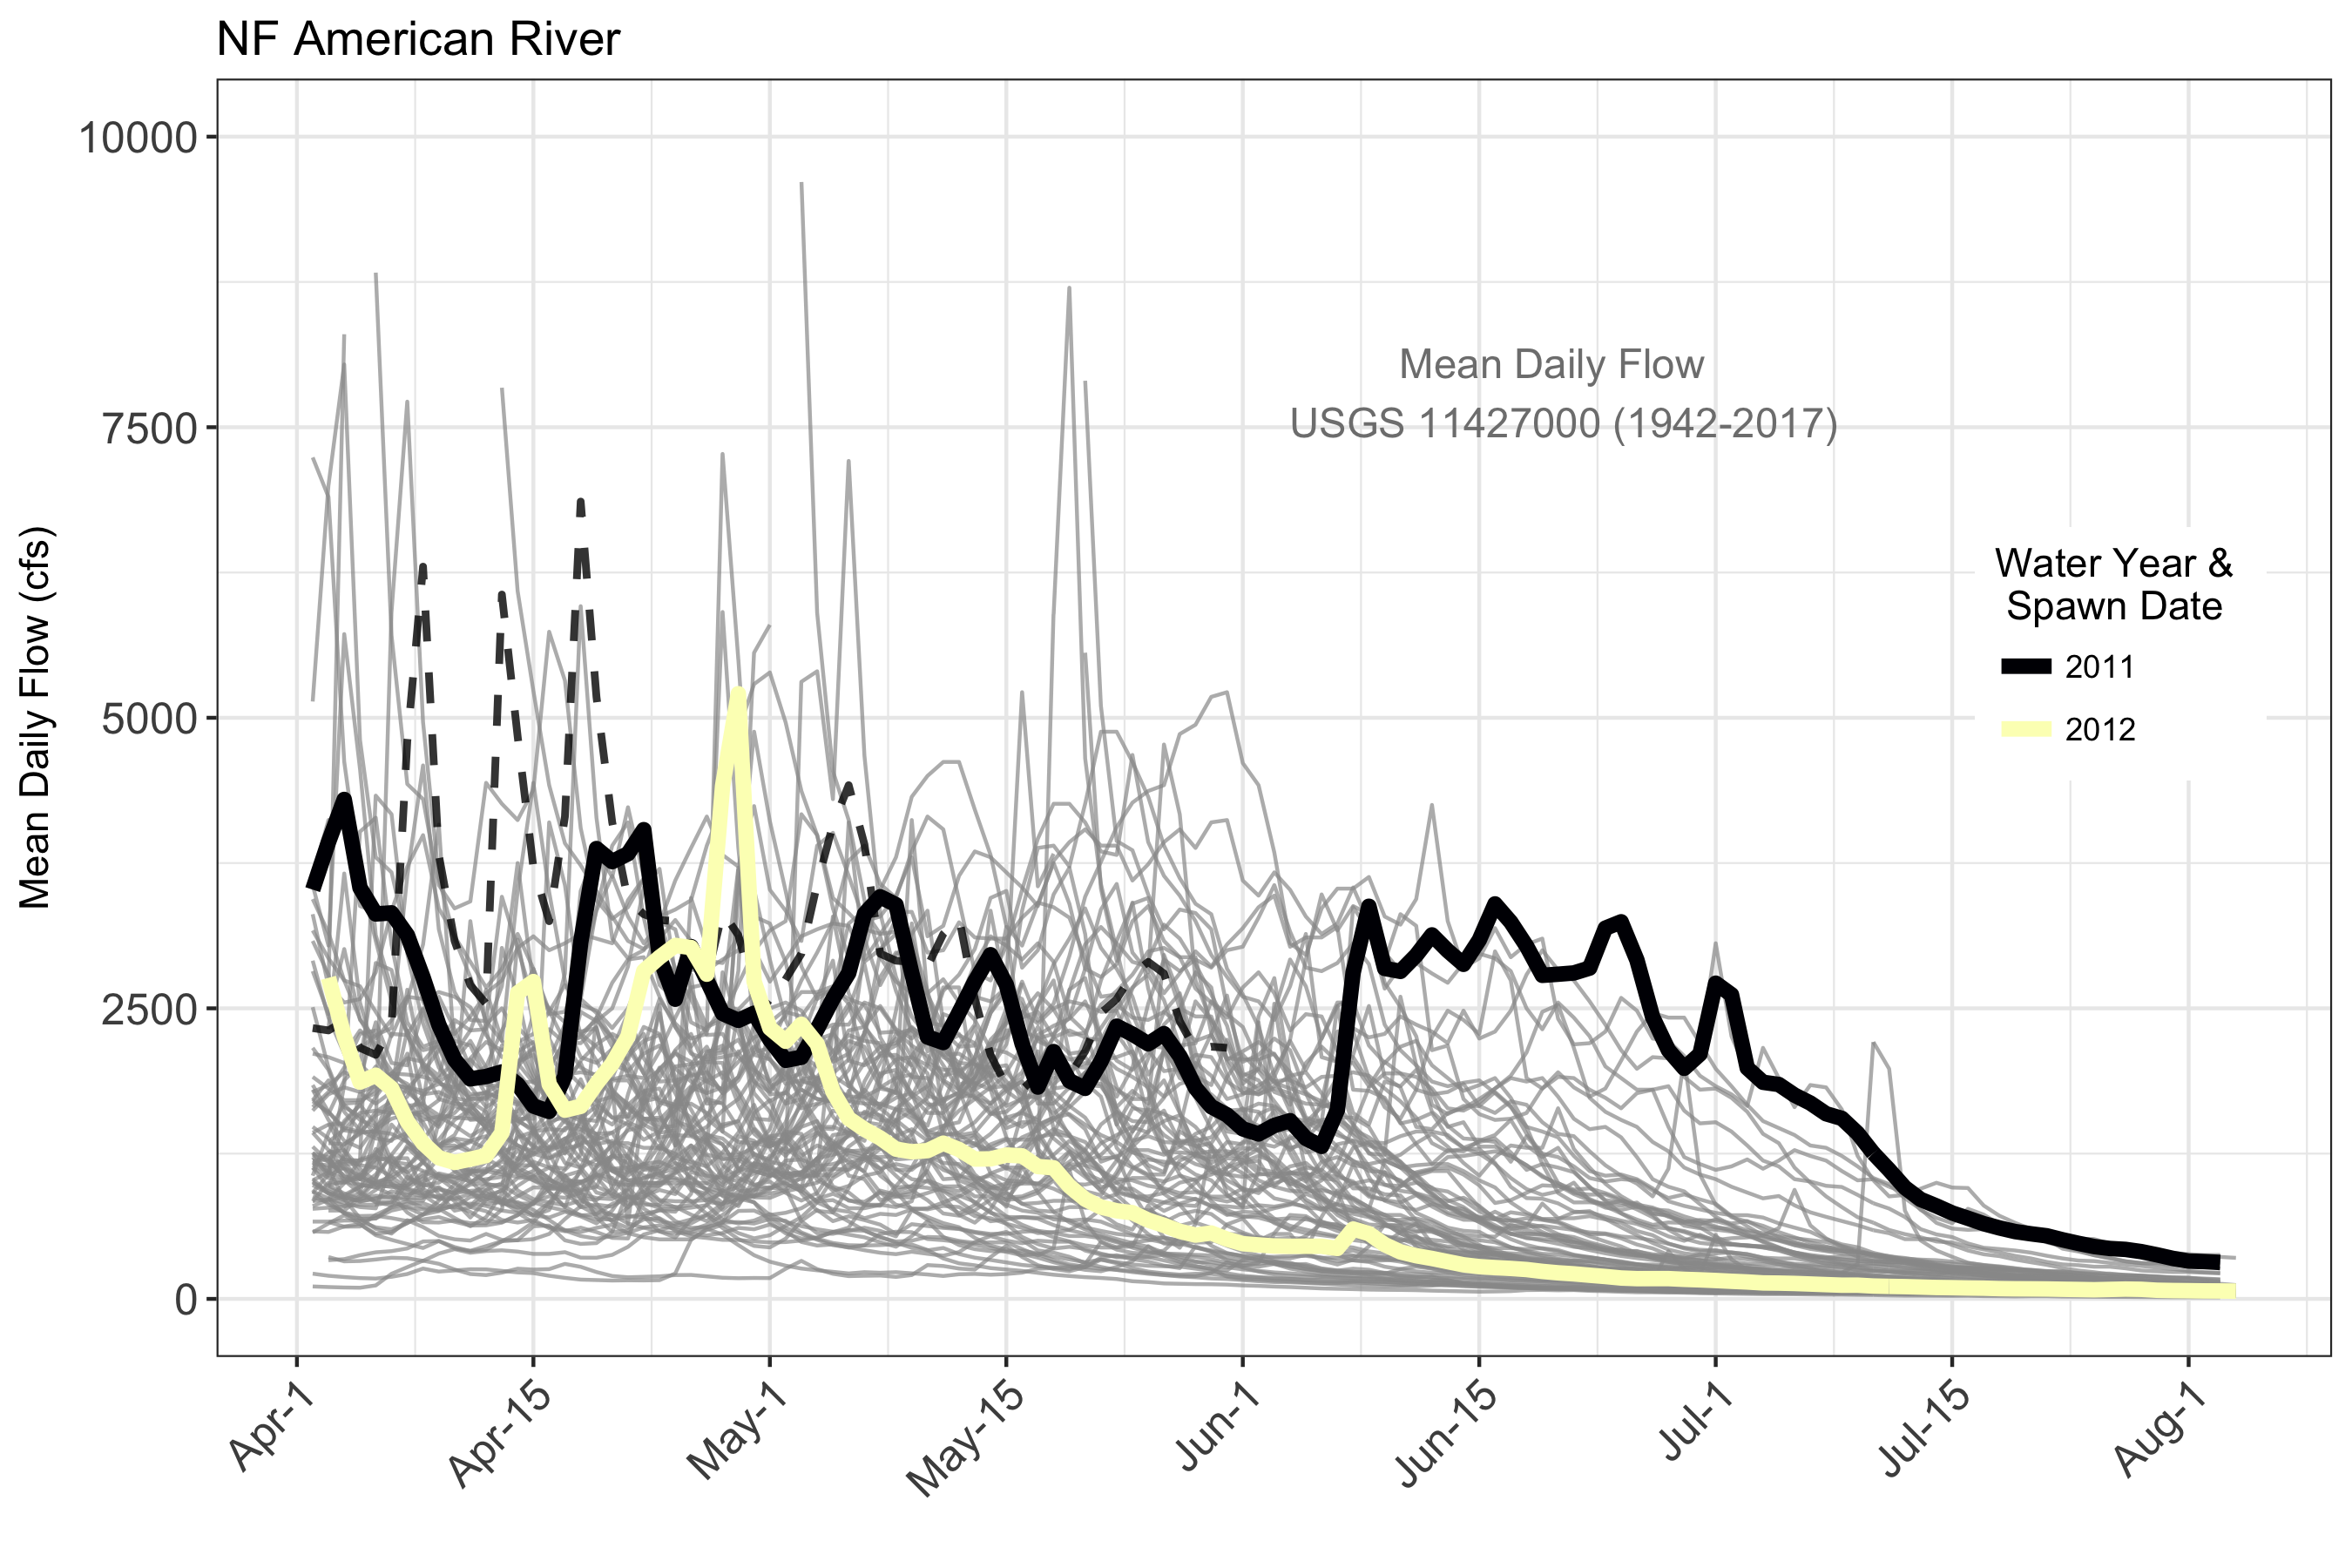 NF American River
Mean Daily Flow (cfs)
10000
7500
5000
2500
0
Mean Daily Flow
USGS 11427000 (1942-2017)
Water Year &
Spawn Date
2011
2012
Apr-1
Apr-15
May-1
May-15
Jun-1
Jun-15
Jul-1
Jul-15
Aug-1